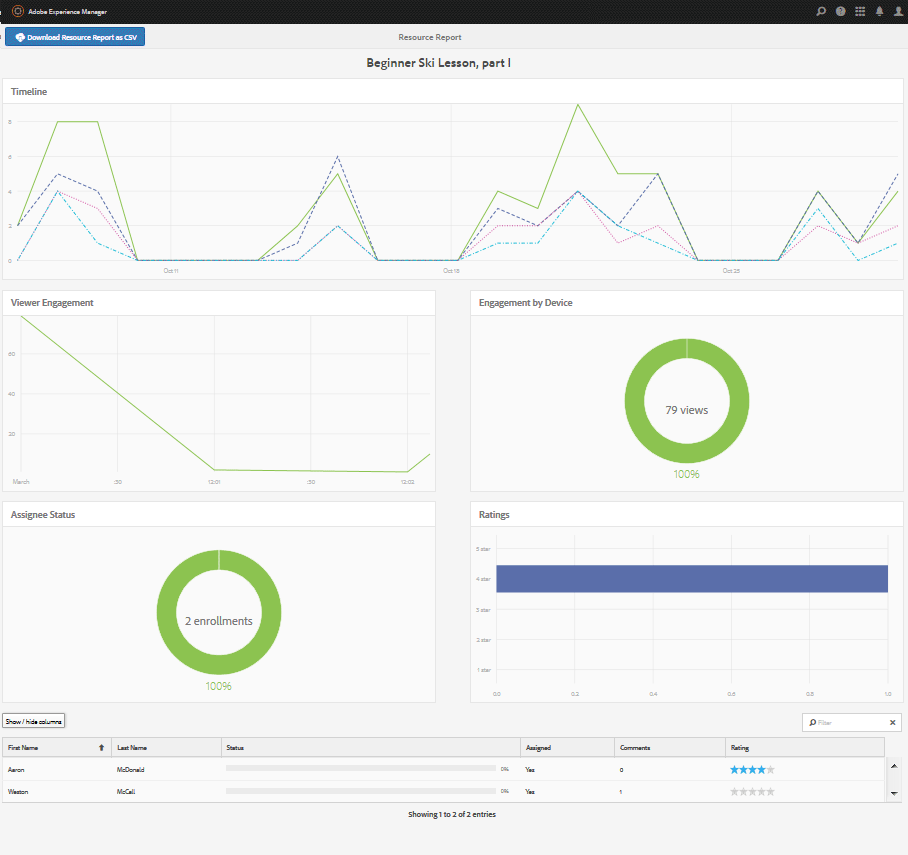 Adobe Experience Manager
Download Resource Report as CSV
Resource Report
Beginner Ski Lesson, part I
Timeline
8
6
4
2
0
Oct 11
Oct 18
Oct 25
Viewer Engagement
60
40
20
March
:30
12:01
:30
12:02
Engagement by Device
79 views
100%
Assignee Status
2 enrollments
100%
Ratings
5 star
4 star
3 star
2 star
1 star
0.0 0.2 0.4 0.6 0.8 1.0
Show / hide columns
Filter
First Name Last Name Status Assigned Comments Rating
Aaron McDonald 0% Yes 0
Weston McCall 0% Yes 1
Showing 1 to 2 of 2 entries